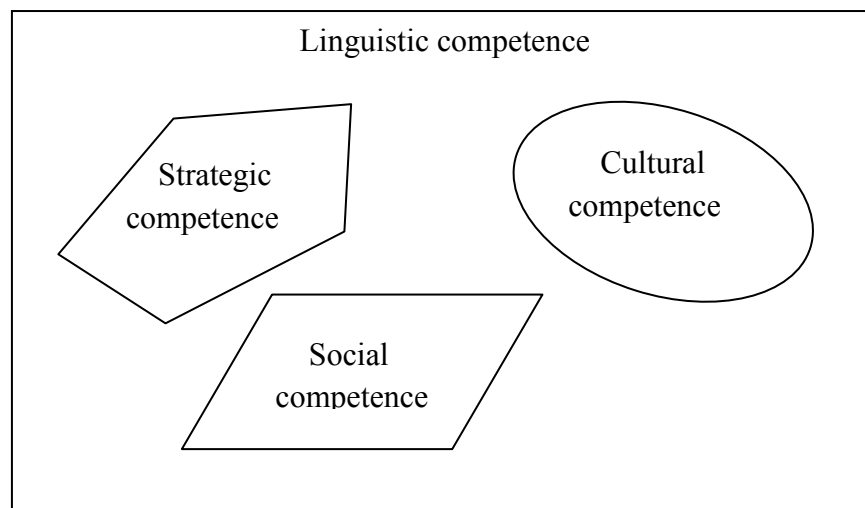 Linguistic competence
Strategic
competence
Cultural
competence
Social
competence